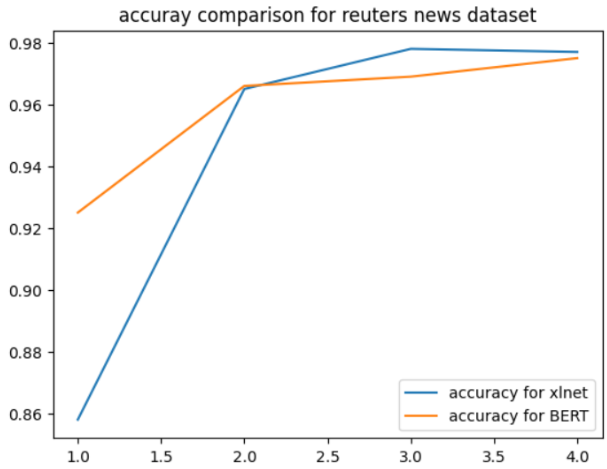 accuray comparison for reuters news dataset
0.98
0.96
0.94
0.92
0.90
0.88
0.86
accuracy for xlnet
accuracy for BERT
1.0 1.5 2.0 2.5 3.0 3.5 4.0